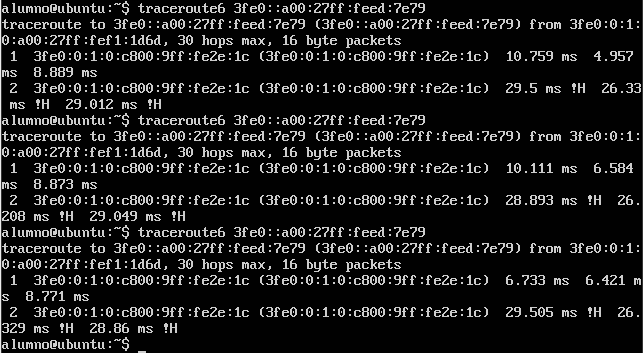 alumno@ubuntu:~$ traceroute6 3fe0::a00:27ff:feed:7e79
traceroute to 3fe0::a00:27ff:feed:7e79 (3fe0::a00:27ff:feed:7e79) from 3fe0:0:1:
0:a00:27ff:fef1:1d6d, 30 hops max, 16 byte packets
 1  3fe0:0:1:0:c800:9ff:fe2e:1c (3fe0:0:1:0:c800:9ff:fe2e:1c)  10.759 ms  4.957
ms  8.889 ms
 2  3fe0:0:1:0:c800:9ff:fe2e:1c (3fe0:0:1:0:c800:9ff:fe2e:1c)  29.5 ms !H  26.33
 ms !H  29.012 ms !H
alumno@ubuntu:~$ traceroute6 3fe0::a00:27ff:feed:7e79
traceroute to 3fe0::a00:27ff:feed:7e79 (3fe0::a00:27ff:feed:7e79) from 3fe0:0:1:
0:a00:27ff:fef1:1d6d, 30 hops max, 16 byte packets
 1  3fe0:0:1:0:c800:9ff:fe2e:1c (3fe0:0:1:0:c800:9ff:fe2e:1c)  10.111 ms  6.584
ms  8.873 ms
 2  3fe0:0:1:0:c800:9ff:fe2e:1c (3fe0:0:1:0:c800:9ff:fe2e:1c)  28.893 ms !H  26.
208 ms !H  29.049 ms !H
alumno@ubuntu:~$ traceroute6 3fe0::a00:27ff:feed:7e79
traceroute to 3fe0::a00:27ff:feed:7e79 (3fe0::a00:27ff:feed:7e79) from 3fe0:0:1:
0:a00:27ff:fef1:1d6d, 30 hops max, 16 byte packets
 1  3fe0:0:1:0:c800:9ff:fe2e:1c (3fe0:0:1:0:c800:9ff:fe2e:1c)  6.733 ms  6.421 m
s  8.771 ms
 2  3fe0:0:1:0:c800:9ff:fe2e:1c (3fe0:0:1:0:c800:9ff:fe2e:1c)  29.505 ms !H  26.
329 ms !H  28.86 ms !H
alumno@ubuntu:~$ _